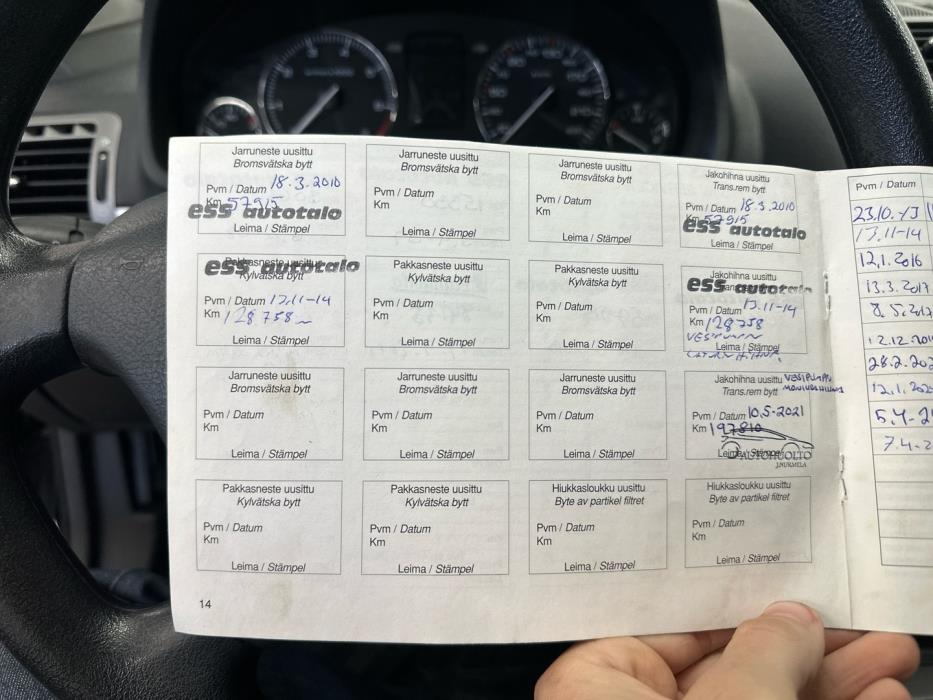 Jarruneste uusittu
Bromsvätska bytt
Pvm / Datum 18.3.2010
Km 57915
ess autotalo
Leima / Stämpel
Jarruneste uusittu
Bromsvätska bytt
Pvm / Datum
Km
Leima / Stämpel
Jarruneste uusittu
Bromsvätska bytt
Pvm / Datum
Km
Leima / Stämpel
Jakohihna uusittu
Trans.rem bytt
Pvm / Datum 18.3.2010
Km 57915
ess autotalo
Leima / Stämpel
Pakkasneste uusittu
ess autotalo
Kylvätska bytt
Pvm / Datum 13.11-14
Km 128758
Leima / Stämpel
Pakkasneste uusittu
Kylvätska bytt
Pvm / Datum
Km
Leima / Stämpel
Pakkasneste uusittu
Kylvätska bytt
Pvm / Datum
Km
Leima / Stämpel
Jakohihna uusittu
ess autotalo
Pvm / Datum 13.11-14
Km 128758
Leima / Stämpel
Jarruneste uusittu
Bromsvätska bytt
Pvm / Datum
Km
Leima / Stämpel
Jarruneste uusittu
Bromsvätska bytt
Pvm / Datum
Km
Leima / Stämpel
Jarruneste uusittu
Bromsvätska bytt
Pvm / Datum
Km
Leima / Stämpel
Jakohihna uusittu VESIPUMPPU
Trans.rem bytt MONIURAHIHNA
Pvm / Datum 10.5-2021
Km 197810
Leima / Stämpel
AUTOHUOLTO
J.NURMELA
Pakkasneste uusittu
Kylvätska bytt
Pvm / Datum
Km
Leima / Stämpel
Pakkasneste uusittu
Kylvätska bytt
Pvm / Datum
Km
Leima / Stämpel
Hiukkasloukku uusittu
Byte av partikel filtret
Pvm / Datum
Km
Leima / Stämpel
Hiukkasloukku uusittu
Byte av partikel filtret
Pvm / Datum
Km
Leima / Stämpel
14
Pvm / Datum
23.10.-13
13.11-14
12.1.2016
13.3.2017